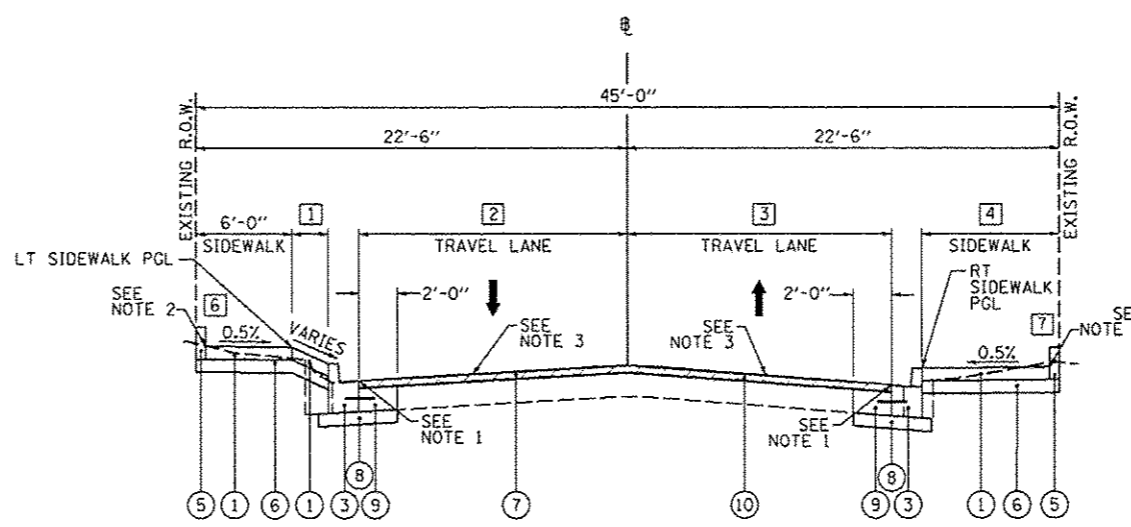 ℄
45'-0"
22'-6" 22'-6"
EXISTING R.O.W.
EXISTING R.O.W.
6'-0" 1 2 3 4
SIDEWALK TRAVEL LANE TRAVEL LANE SIDEWALK
LT SIDEWALK PGL
RT
SIDEWALK
PGL
SEE
NOTE 2
6
0.5%
VARIES
2'-0"
SEE
NOTE 3
SEE
NOTE 3
2'-0"
0.5%
7
NOTE
SEE
NOTE 1
SEE
NOTE 1
8 8
5 1 6 1 3 9 7 10 9 3 1 6 5